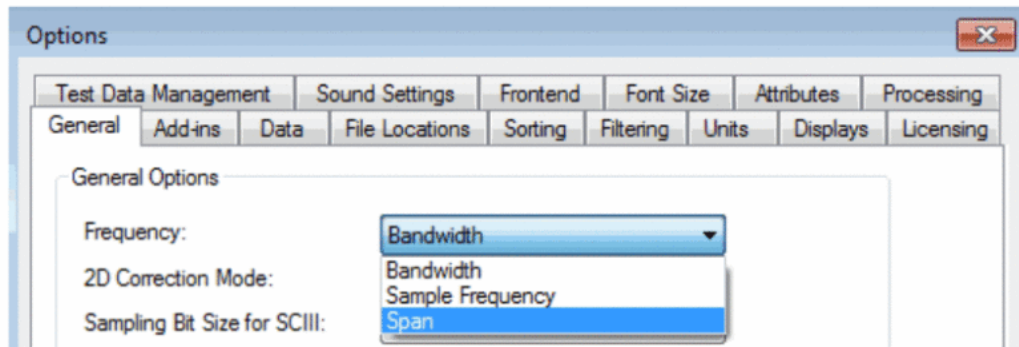 Options
Test Data Management Sound Settings Frontend Font Size Attributes Processing
General Add-ins Data File Locations Sorting Filtering Units Displays Licensing
General Options
Frequency: Bandwidth
Bandwidth
2D Correction Mode:
Sample Frequency
Sampling Bit Size for SCIII: Span